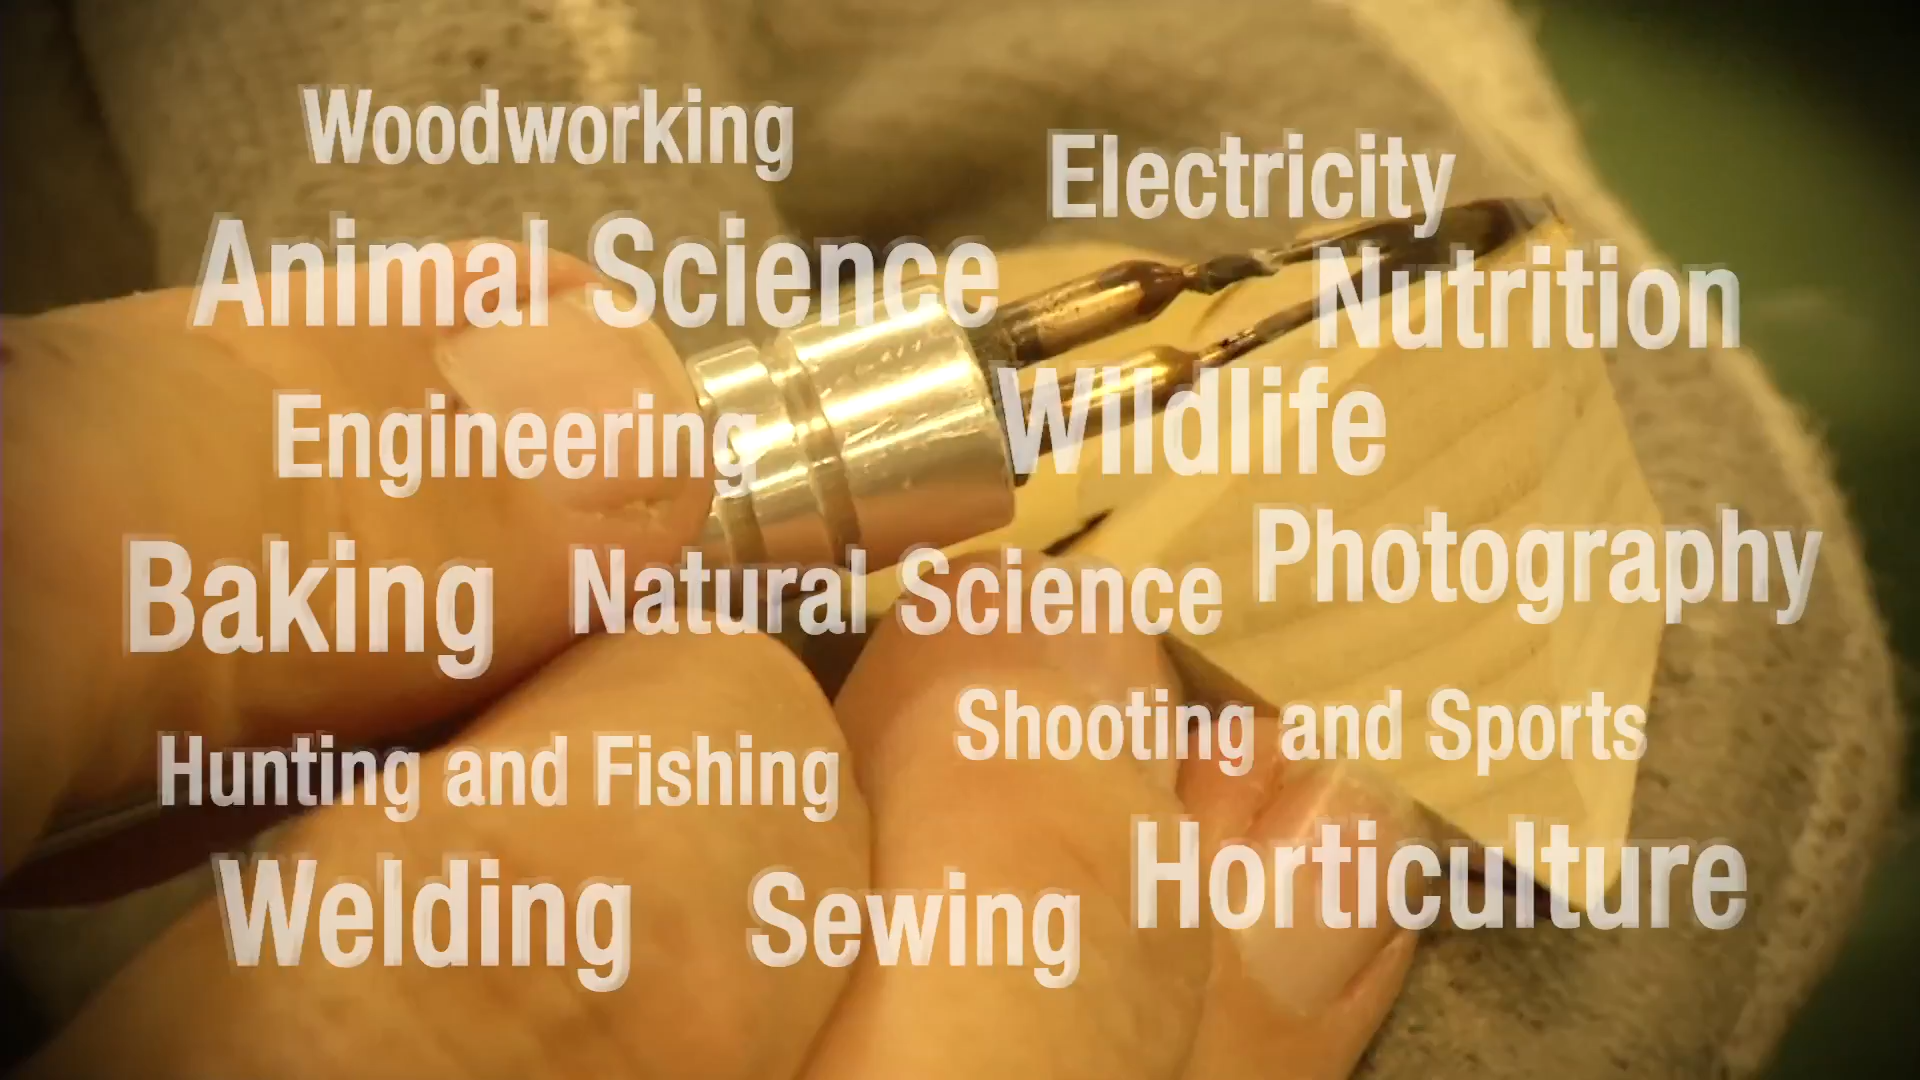 Woodworking
Electricity
Animal Science
Nutrition
Engineering
Wildlife
Baking
Natural Science
Photography
Hunting and Fishing
Shooting and Sports
Welding
Sewing
Horticulture